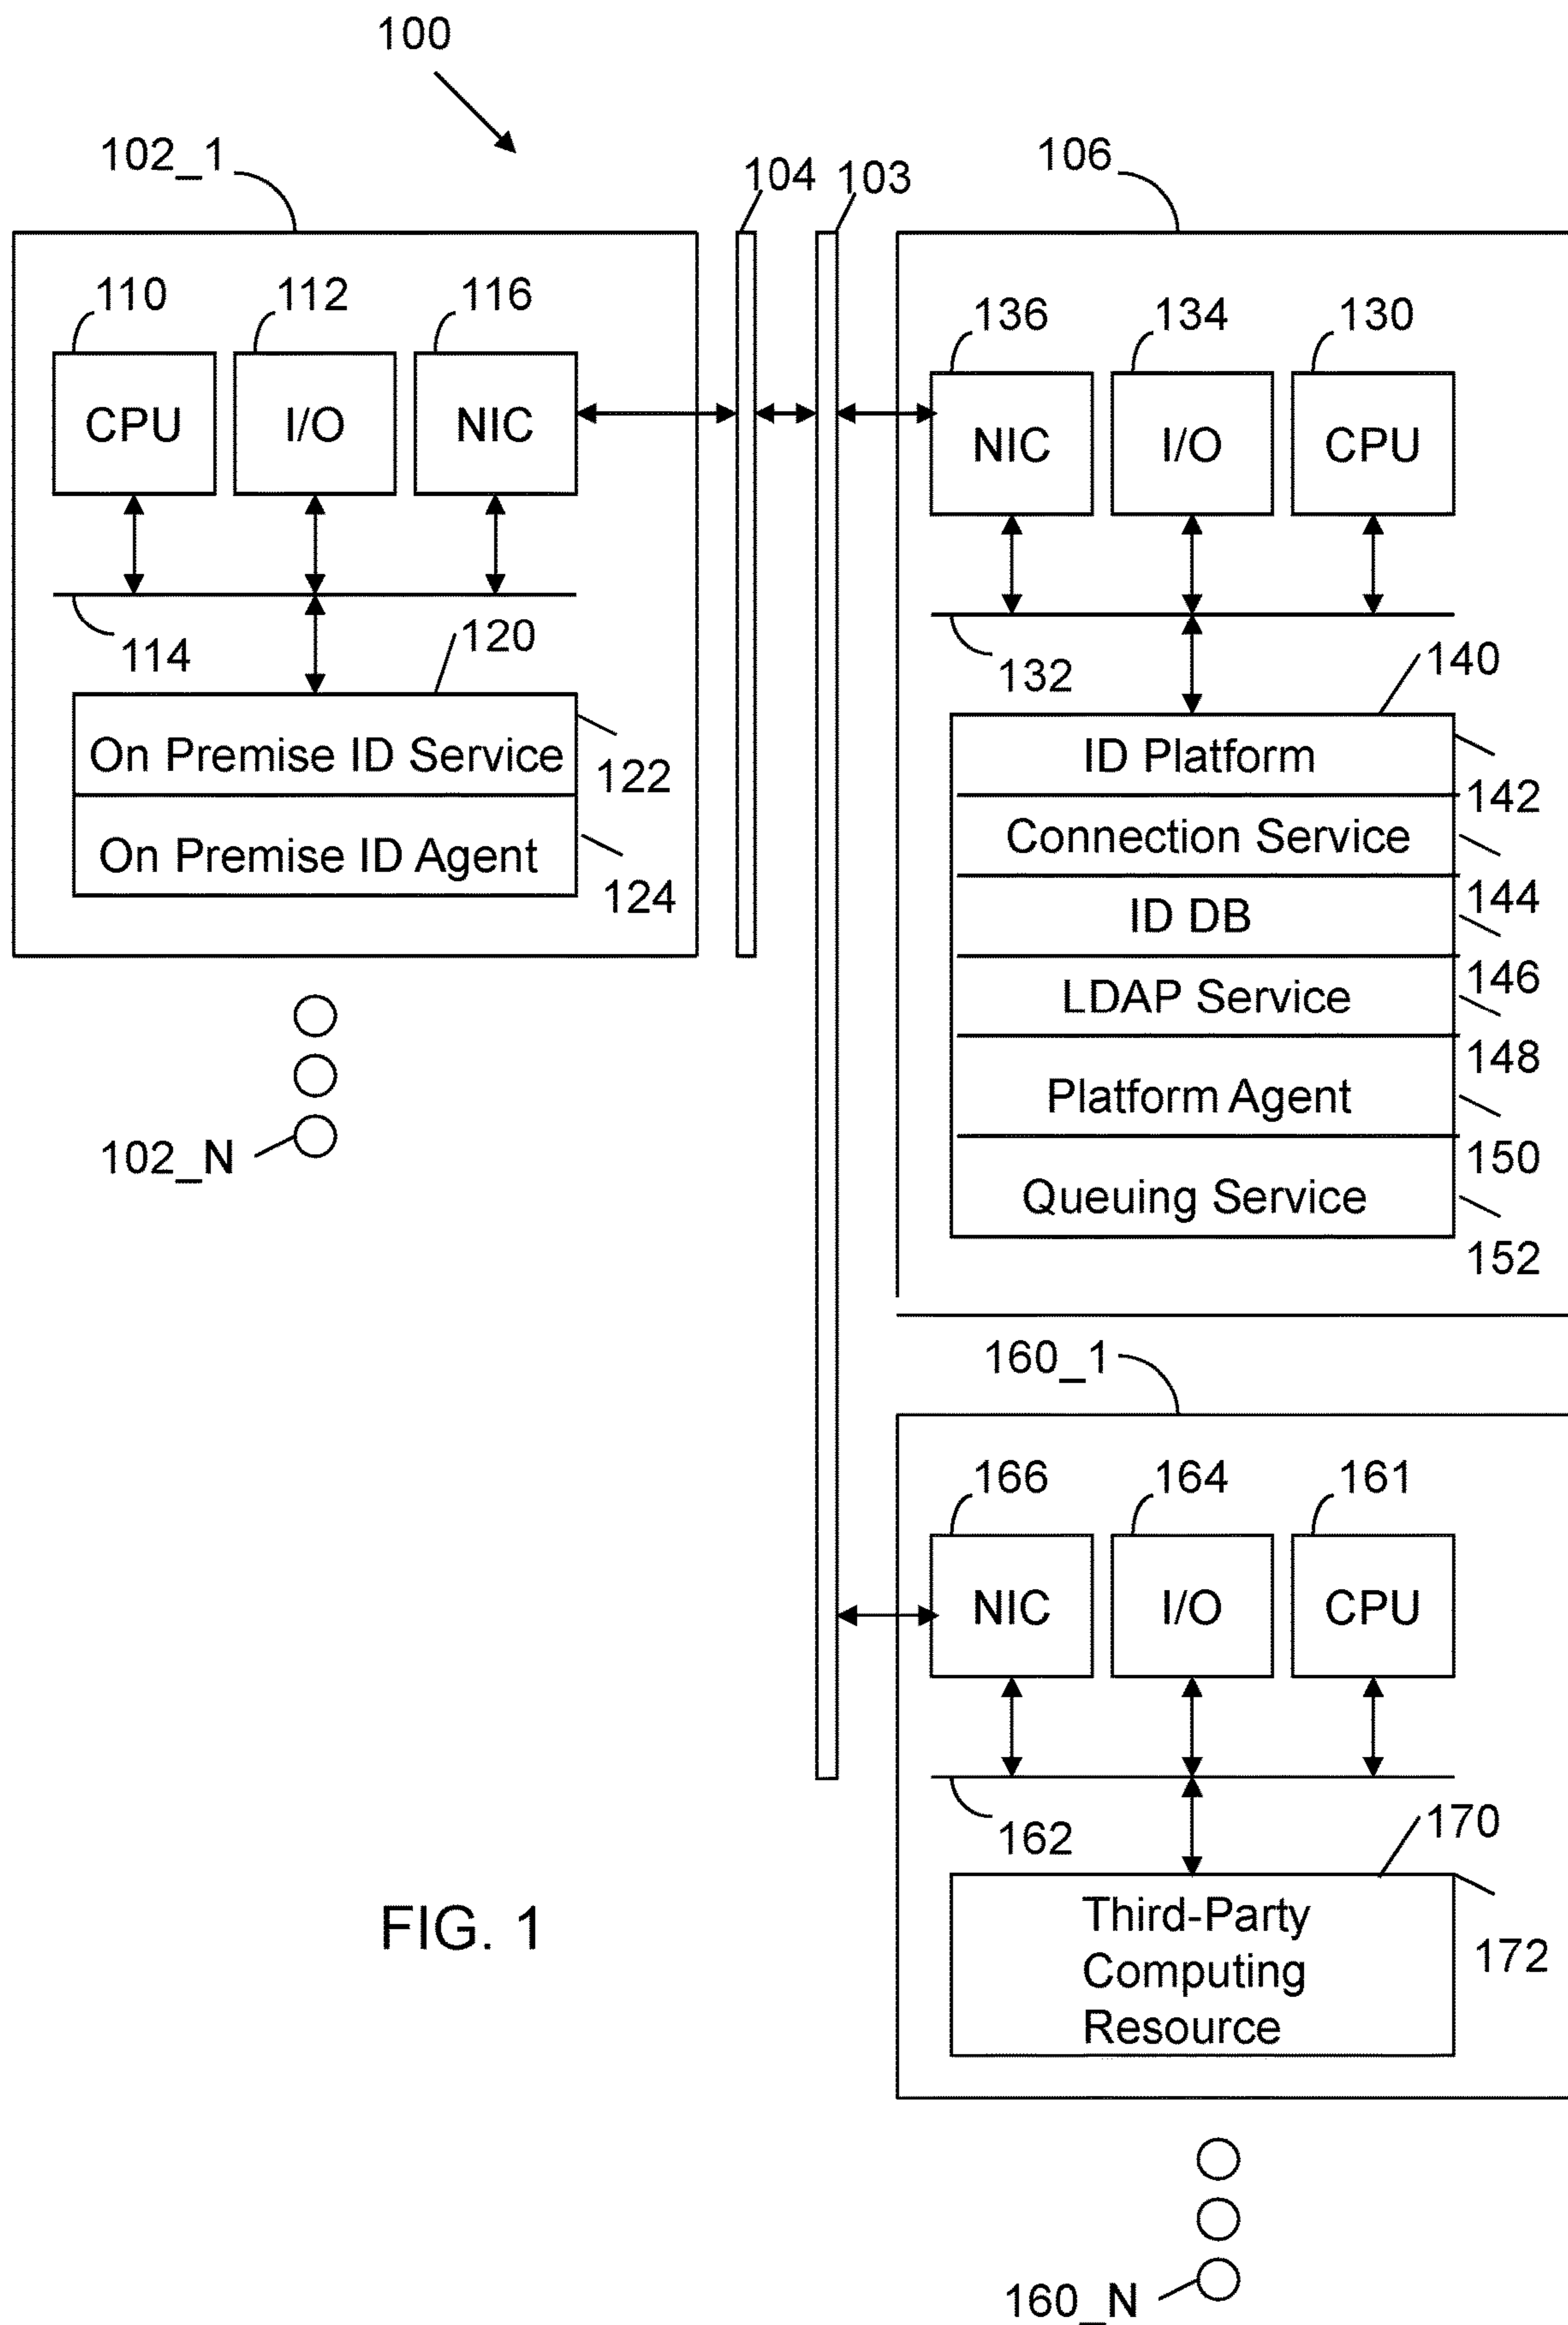 100
102_1
104
103
106
110
112
116
136
134
130
CPU
I/O
NIC
NIC
I/O
CPU
114
120
132
140
On Premise ID Service
122
On Premise ID Agent
124
ID Platform
142
Connection Service
144
ID DB
146
LDAP Service
148
Platform Agent
150
Queuing Service
152
102_N
160_1
166
164
161
NIC
I/O
CPU
162
170
Third-Party
Computing
Resource
172
FIG. 1
160_N